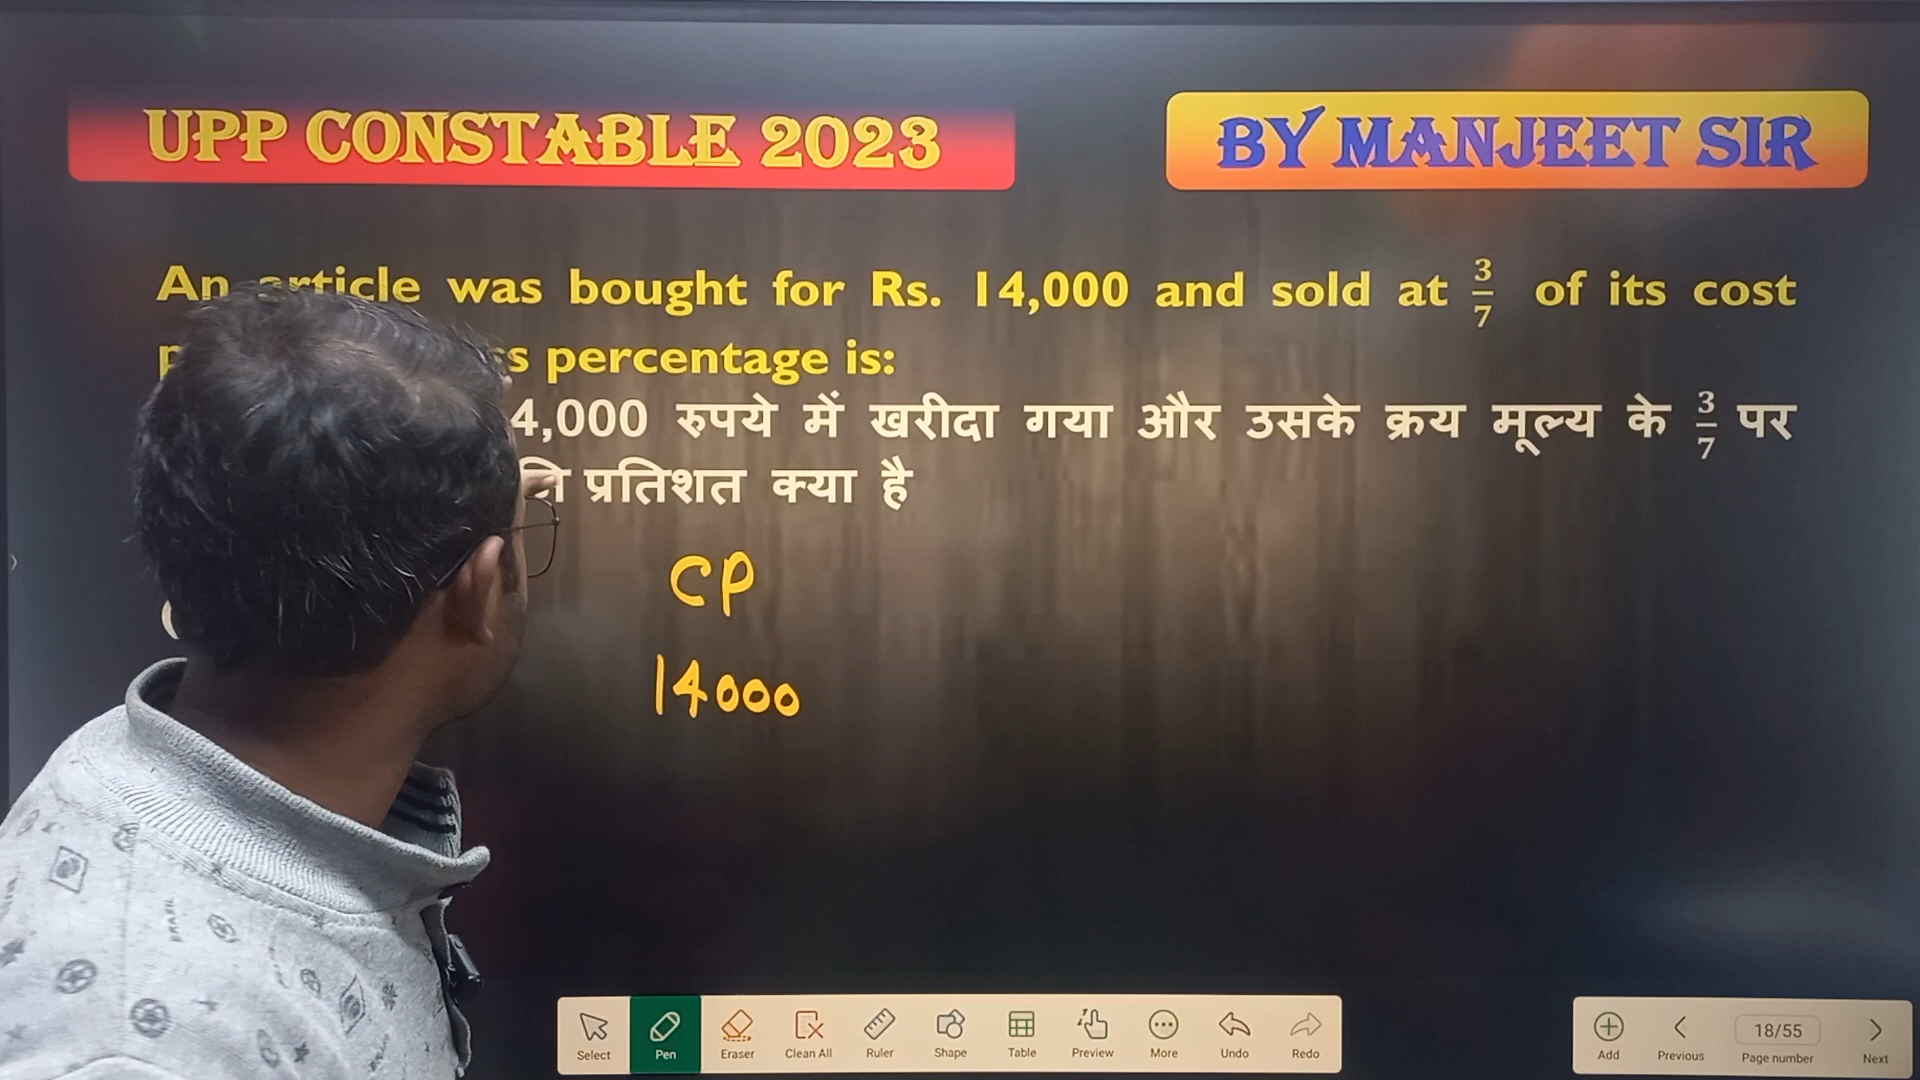 UPP CONSTABLE 2023
BY MANJEET SIR
An article was bought for Rs. 14,000 and sold at 3/7 of its cost
percentage is:
4,000 रुपये में खरीदा गया और उसके क्रय मूल्य के 3/7 पर
प्रतिशत क्या है
CP
14000
Select Pen Eraser Clean All Ruler Shape Table Preview More Undo Redo
Add Previous 18/55 Page number Next